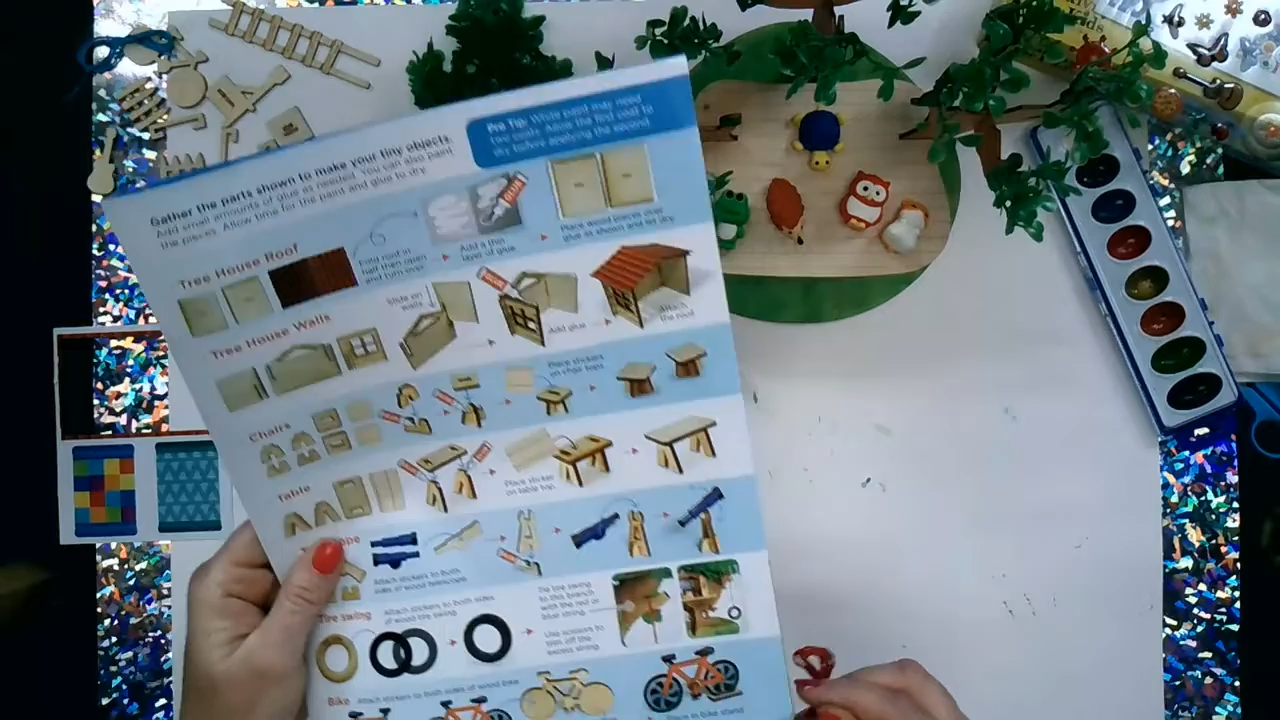 Pro Tip: White paint may need
two coats. Allow the first coat to
dry before applying the second.
Gather the parts shown to make your tiny objects.
Add small amounts of glue as needed. You can also paint
the pieces. Allow time for the paint and glue to dry.
Tree House Roof
Fold roof in
half then open
and turn over.
Add a thin
layer of glue.
Place wood pieces over
glue as shown and let dry.
Tree House Walls
Slide on
walls
Add glue
the roof
Chairs
Place stickers
on chair tops.
Table
Place sticker
on table top.
Attach stickers to both
sides of wood telescope
Tire Swing
Attach stickers to both sides
of wood tire swing.
Tie tire swing
to this branch
with the red or
blue string.
Use scissors to
trim off the
excess string.
Bike
Attach stickers to both sides of wood bike
in bike stand